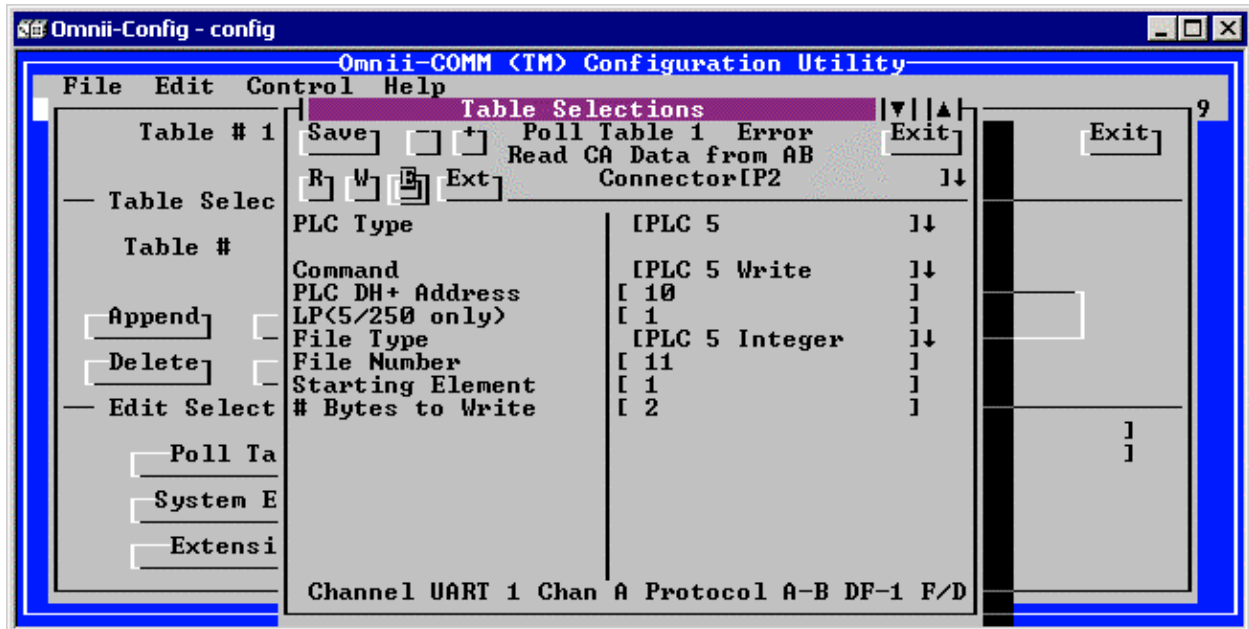 Omnii-Config - config
Omnii-COMM (TM) Configuration Utility
File Edit Control Help
Table Selections
9
Table # 1
Save - + Poll Table 1 Error Exit
Exit
Read CA Data from AB
R W E Ext Connector[P2 ]↓
Table Selec
PLC Type [PLC 5 ]↓
Table #
Command [PLC 5 Write ]↓
PLC DH+ Address [ 10 ]
Append LP(5/250 only) [ 1 ]
File Type [PLC 5 Integer ]↓
Delete File Number [ 11 ]
Starting Element [ 1 ]
Edit Select # Bytes to Write [ 2 ]
Poll Ta
System E
Extensi
Channel UART 1 Chan A Protocol A-B DF-1 F/D